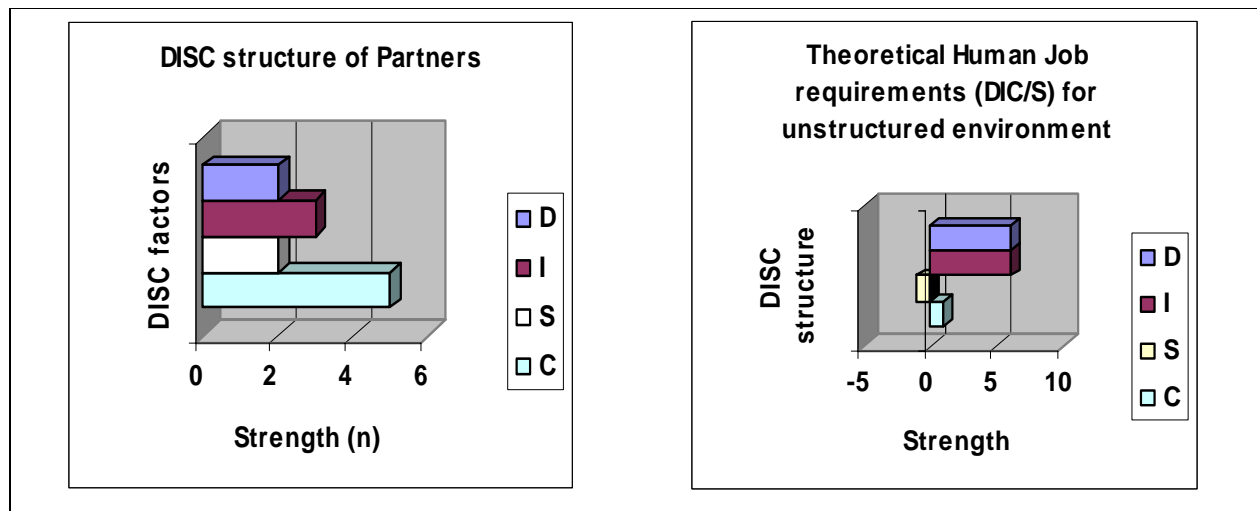 DISC structure of Partners
DISC factors
0 2 4 6
Strength (n)
D
I
S
C
Theoretical Human Job
requirements (DIC/S) for
unstructured environment
DISC
structure
-5 0 5 10
Strength
D
I
S
C